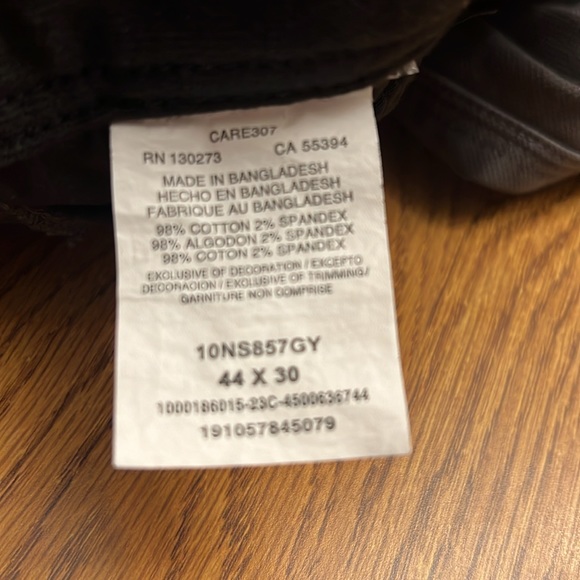 CARE307
RN 130273 CA 55394
MADE IN BANGLADESH
HECHO EN BANGLADESH
FABRIQUE AU BANGLADESH
98% COTTON 2% SPANDEX
98% ALGODON 2% SPANDEX
98% COTON 2% SPANDEX
EXCLUSIVE OF DECORATION / EXCEPTO
DECORACION / EXCLUSIVE OF TRIMMING/
GARNITURE NON COMPRISE
10NS857GY
44 X 30
1000186015-23C-4500636744
191057845079